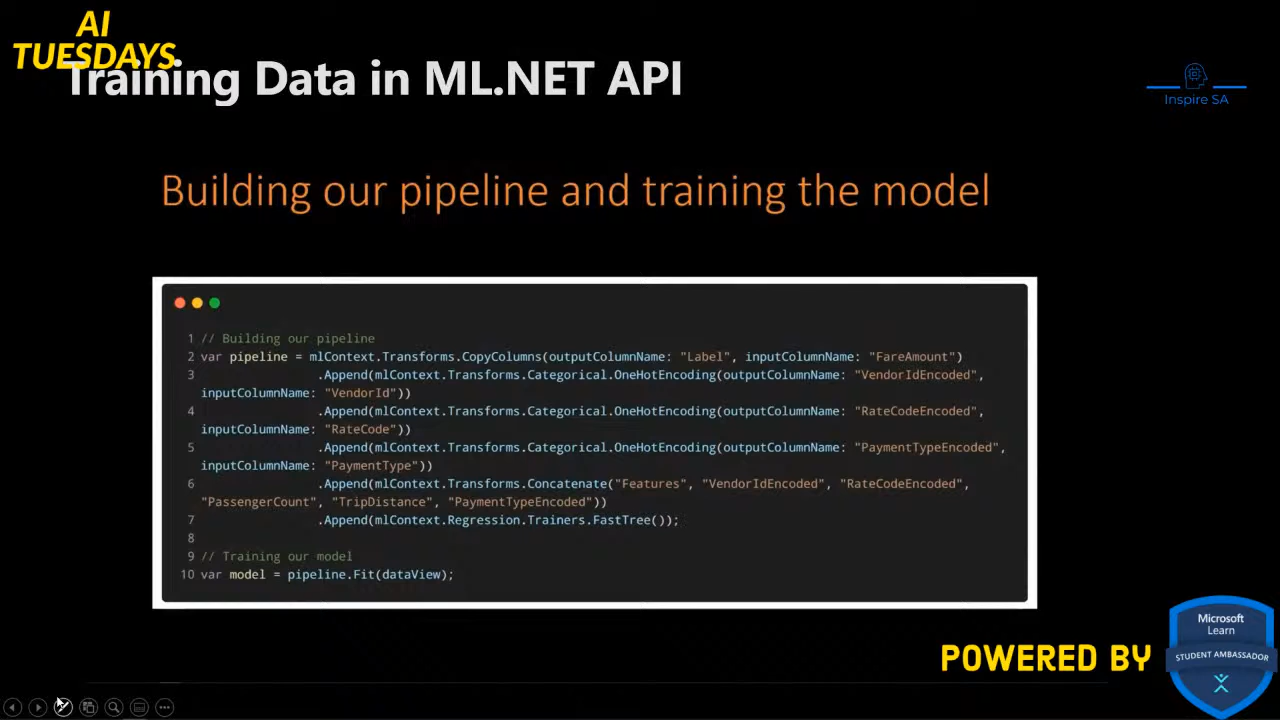 AI
TUESDAYS
Training Data in ML.NET API
Inspire SA
Building our pipeline and training the model
1 // Building our pipeline
2 var pipeline = mlContext.Transforms.CopyColumns(outputColumnName: "Label", inputColumnName: "FareAmount")
3 .Append(mlContext.Transforms.Categorical.OneHotEncoding(outputColumnName: "VendorIdEncoded",
inputColumnName: "VendorId"))
4 .Append(mlContext.Transforms.Categorical.OneHotEncoding(outputColumnName: "RateCodeEncoded",
inputColumnName: "RateCode"))
5 .Append(mlContext.Transforms.Categorical.OneHotEncoding(outputColumnName: "PaymentTypeEncoded",
inputColumnName: "PaymentType"))
6 .Append(mlContext.Transforms.Concatenate("Features", "VendorIdEncoded", "RateCodeEncoded",
"PassengerCount", "TripDistance", "PaymentTypeEncoded"))
7 .Append(mlContext.Regression.Trainers.FastTree());
8
9 // Training our model
10 var model = pipeline.Fit(dataView);
POWERED BY
Microsoft
Learn
STUDENT AMBASSADOR